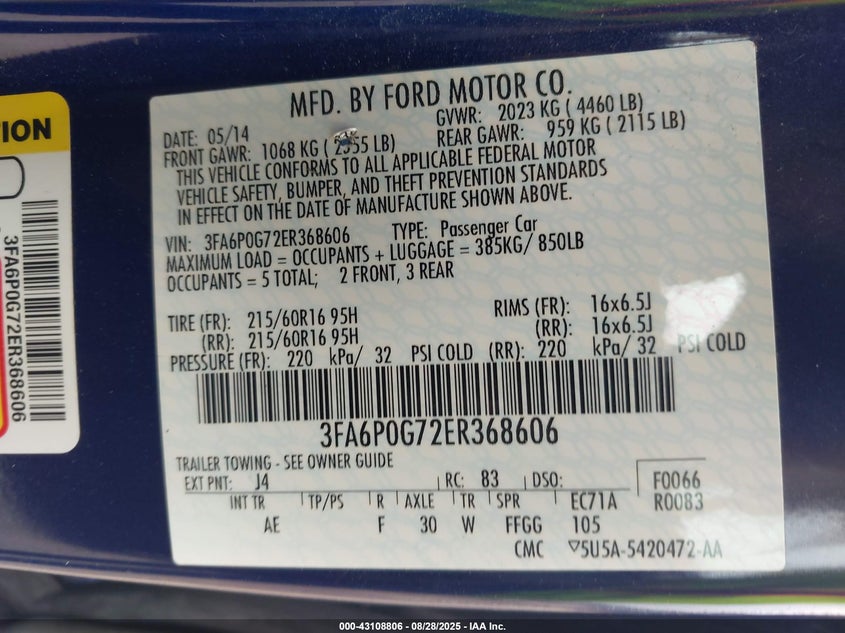 TION
3FA6P0G72ER368606
MFD. BY FORD MOTOR CO.
DATE: 05/14 GVWR: 2023 KG ( 4460 LB)
FRONT GAWR: 1068 KG ( LB) REAR GAWR: 959 KG ( 2115 LB)
THIS VEHICLE CONFORMS TO ALL APPLICABLE FEDERAL MOTOR
VEHICLE SAFETY, BUMPER, AND THEFT PREVENTION STANDARDS
IN EFFECT ON THE DATE OF MANUFACTURE SHOWN ABOVE.
VIN: 3FA6P0G72ER368606 TYPE: Passenger Car
MAXIMUM LOAD = OCCUPANTS + LUGGAGE = 385KG/ 850LB
OCCUPANTS = 5 TOTAL; 2 FRONT, 3 REAR
TIRE (FR): 215/60R16 95H RIMS (FR): 16x6.5J
(RR): 215/60R16 95H (RR): 16x6.5J
PRESSURE (FR): 220 kPa/ 32 PSI COLD (RR): 220 kPa/ 32 PSI COLD
3FA6P0G72ER368606
TRAILER TOWING - SEE OWNER GUIDE
EXT PNT: J4 RC: 83 DSO: F0066
INT TR TP/PS R AXLE TR SPR EC71A R0083
AE F 30 W FFGG 105
CMC 5U5A-5420472-AA
000-43108806 - 08/28/2025 - IAA Inc.